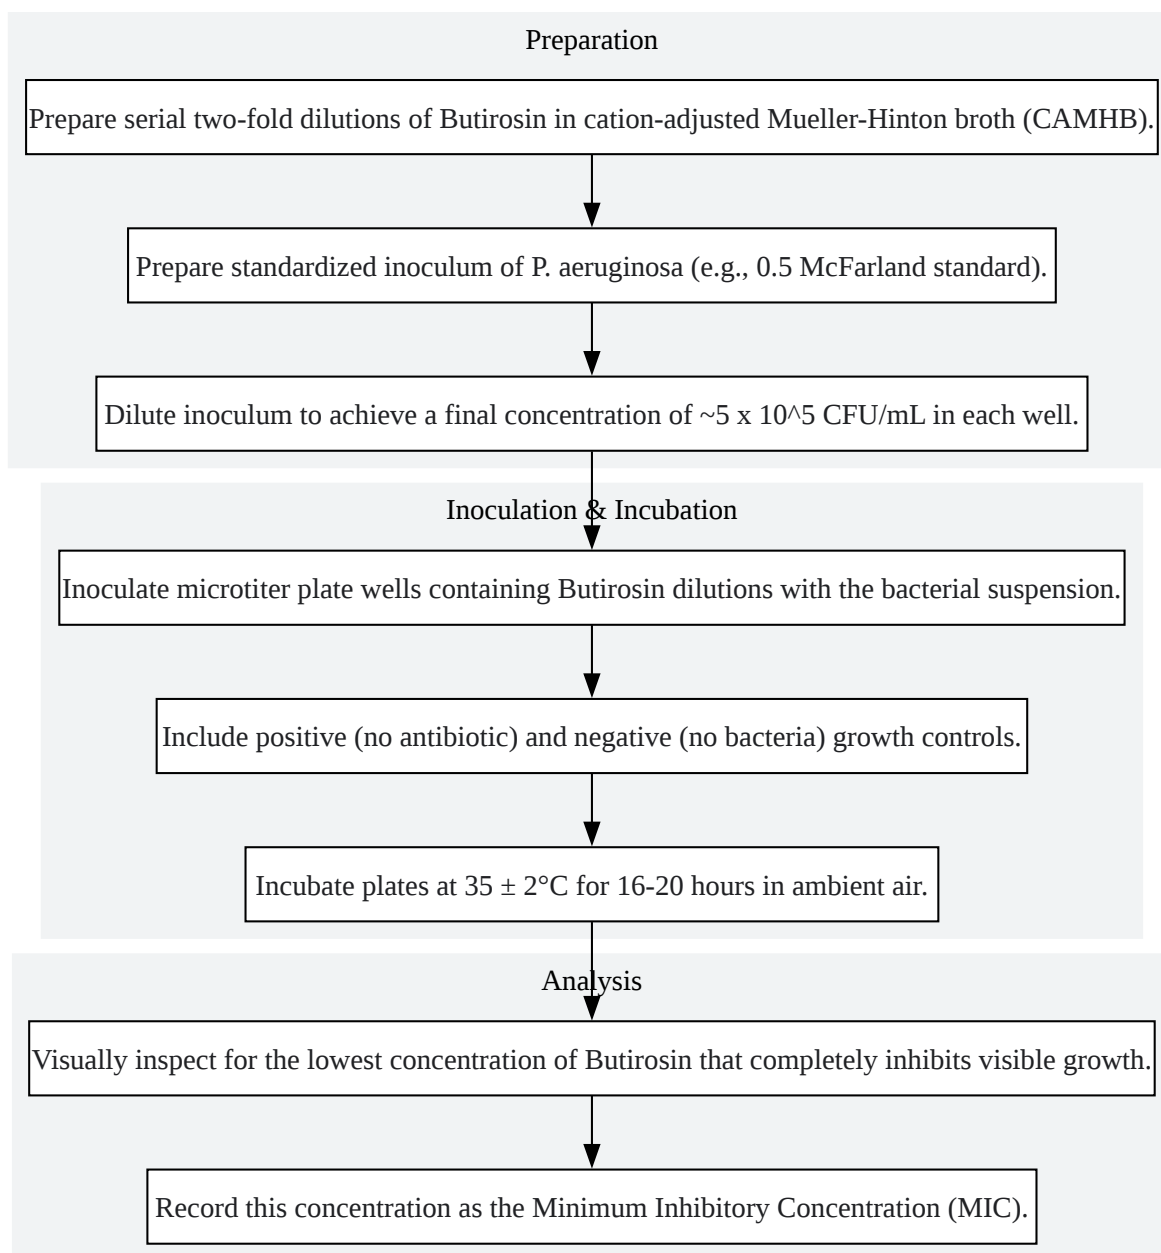 Preparation
Prepare serial two-fold dilutions of Butirosin in cation-adjusted Mueller-Hinton broth (CAMHB).
Prepare standardized inoculum of P. aeruginosa (e.g., 0.5 McFarland standard).
Dilute inoculum to achieve a final concentration of ~5 x 10^5 CFU/mL in each well.
Inoculation & Incubation
Inoculate microtiter plate wells containing Butirosin dilutions with the bacterial suspension.
Include positive (no antibiotic) and negative (no bacteria) growth controls.
Incubate plates at 35 ± 2°C for 16-20 hours in ambient air.
Analysis
Visually inspect for the lowest concentration of Butirosin that completely inhibits visible growth.
Record this concentration as the Minimum Inhibitory Concentration (MIC).